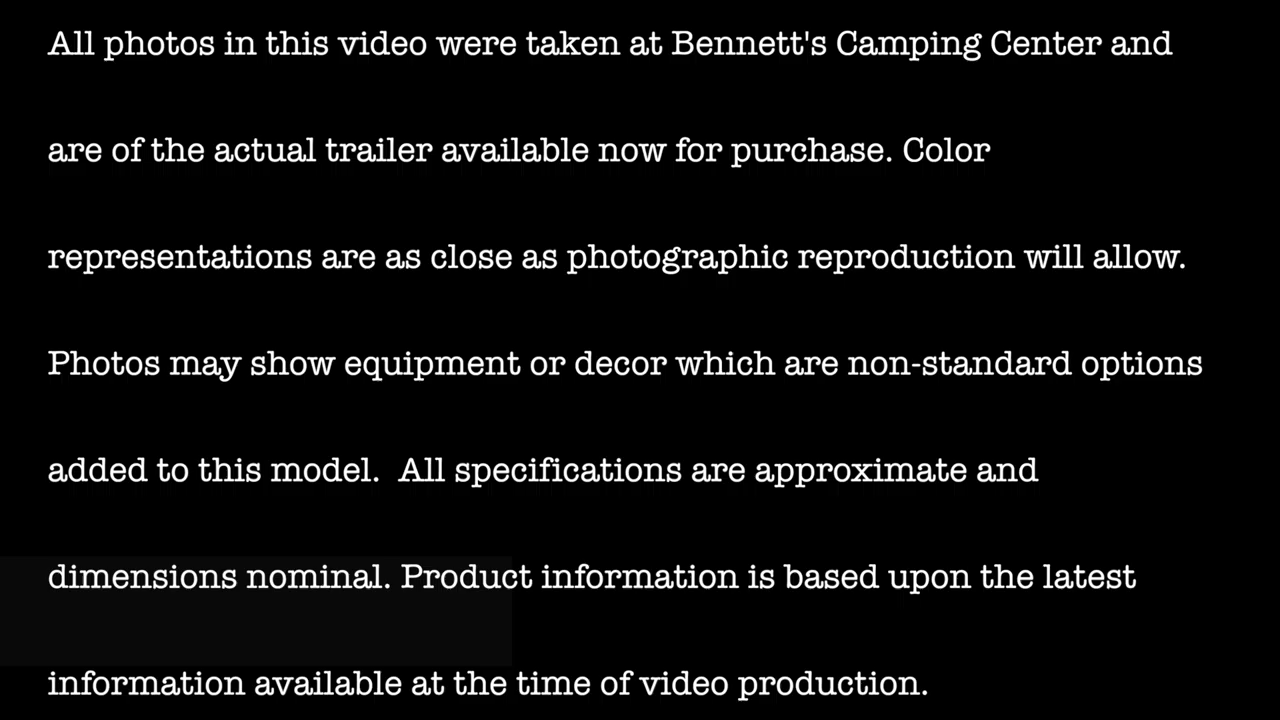 All photos in this video were taken at Bennett's Camping Center and
are of the actual trailer available now for purchase. Color
representations are as close as photographic reproduction will allow.
Photos may show equipment or decor which are non-standard options
added to this model.  All specifications are approximate and
dimensions nominal. Product information is based upon the latest
information available at the time of video production.